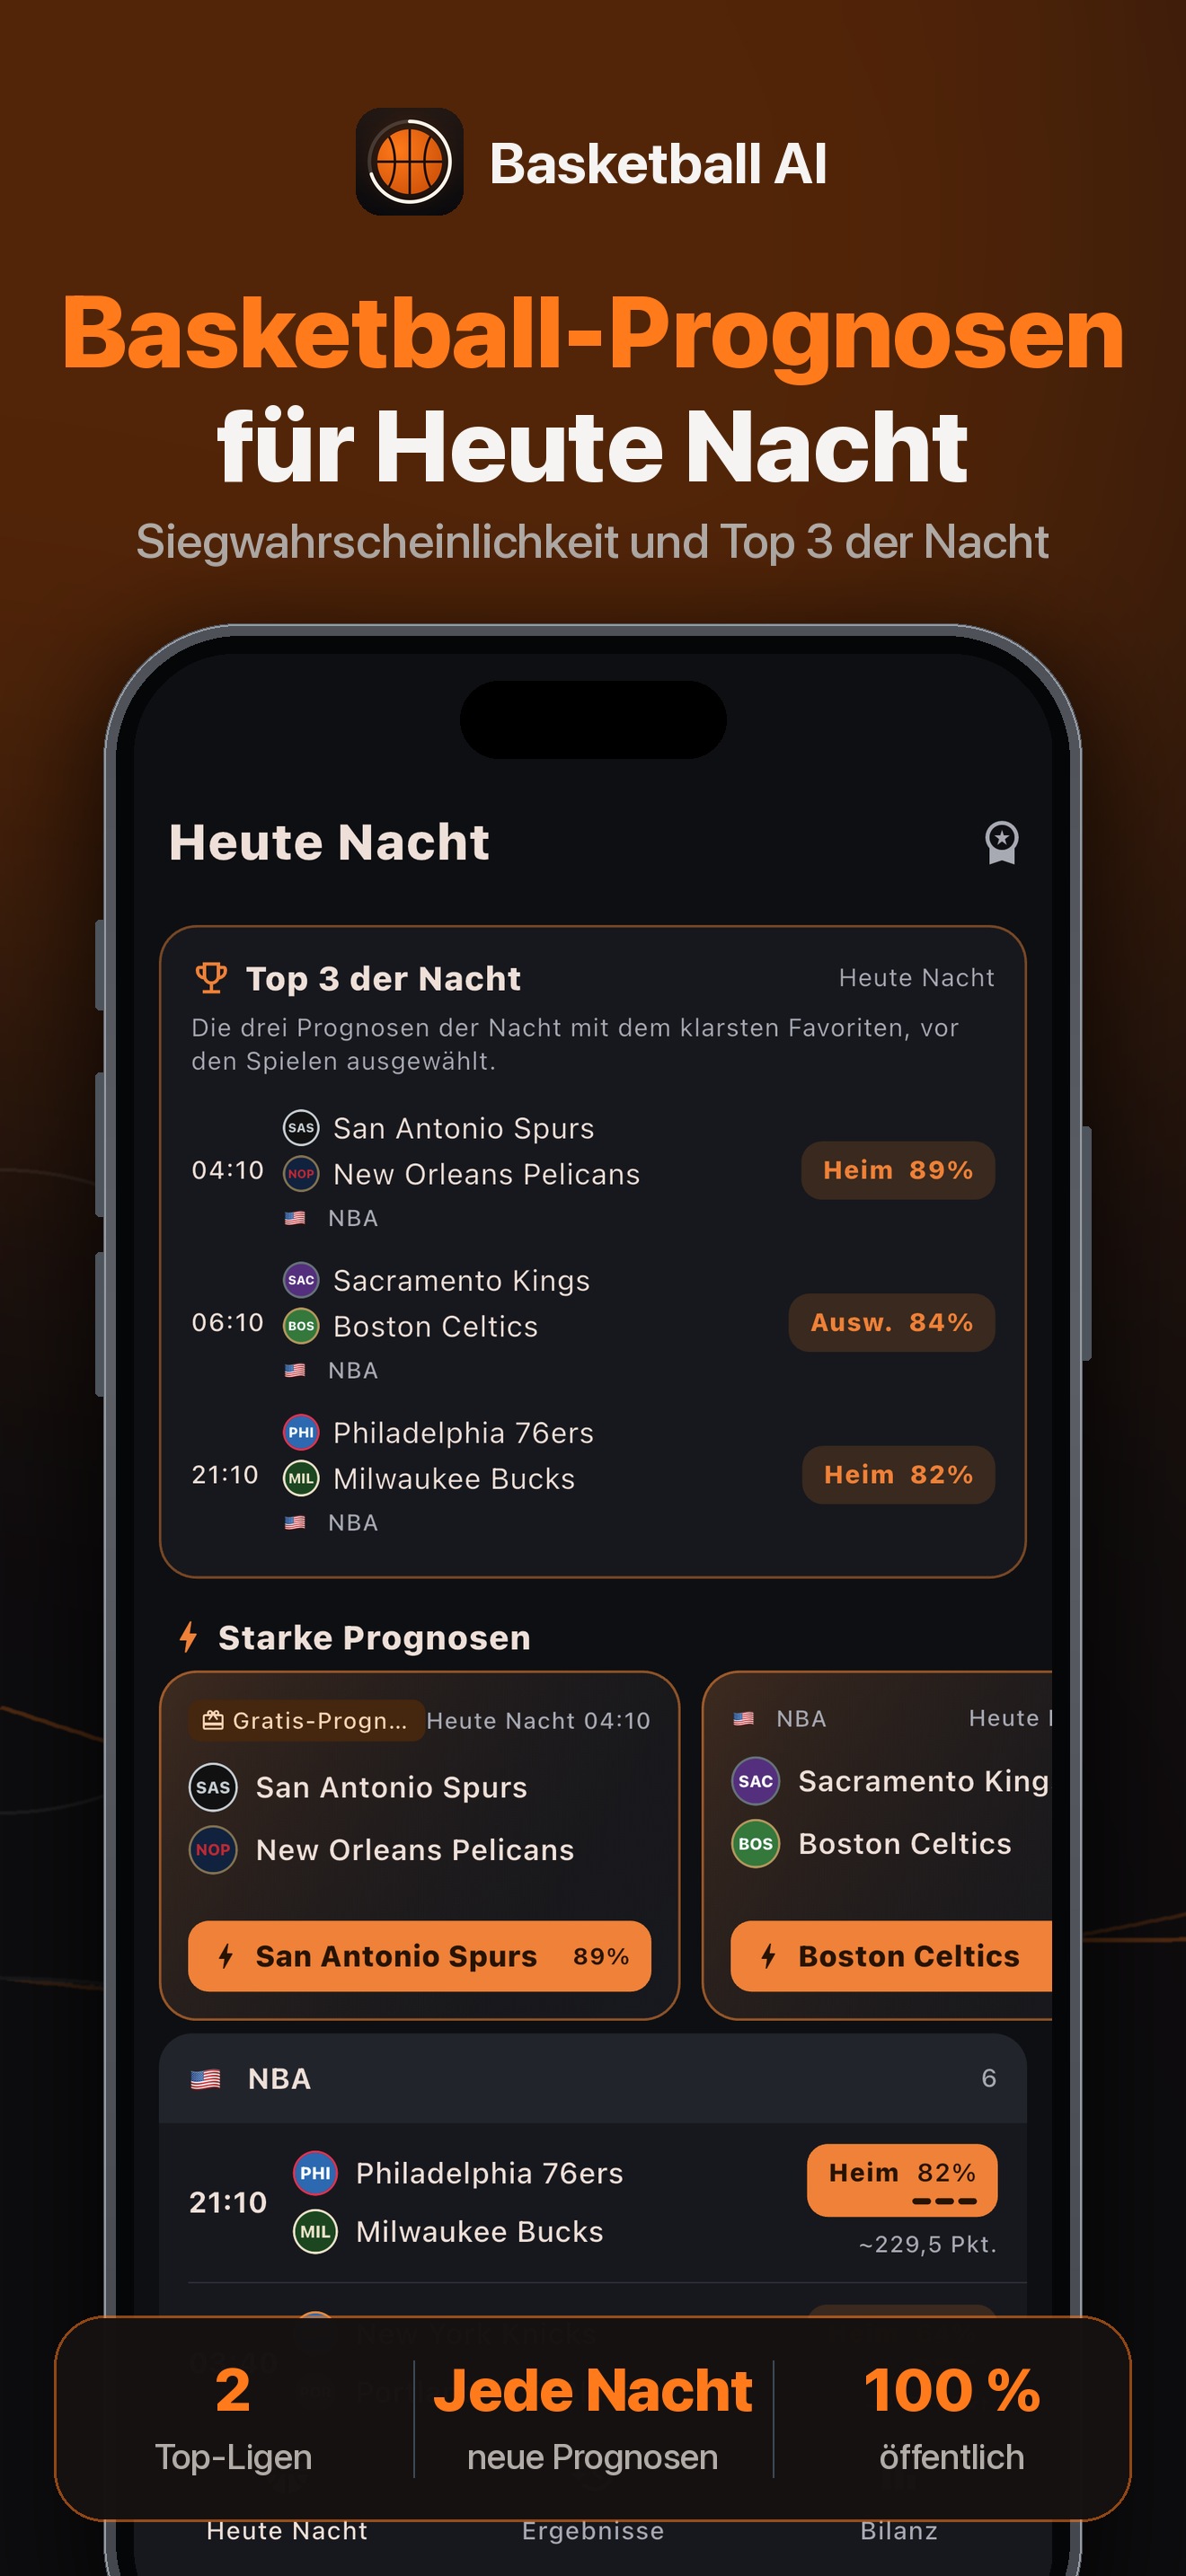 Basketball AI
Basketball-Prognosen
für Heute Nacht
Siegwahrscheinlichkeit und Top 3 der Nacht
Heute Nacht
Top 3 der Nacht
Heute Nacht
Die drei Prognosen der Nacht mit dem klarsten Favoriten, vor
den Spielen ausgewählt.
SAS San Antonio Spurs
04:10 NOP New Orleans Pelicans Heim 89%
NBA
SAC Sacramento Kings
06:10 BOS Boston Celtics Ausw. 84%
NBA
PHI Philadelphia 76ers
21:10 MIL Milwaukee Bucks Heim 82%
NBA
Starke Prognosen
Gratis-Progn... Heute Nacht 04:10
SAS San Antonio Spurs
NOP New Orleans Pelicans
San Antonio Spurs 89%
NBA Heute
SAC Sacramento King
BOS Boston Celtics
Boston Celtics
NBA 6
PHI Philadelphia 76ers Heim 82%
21:10
MIL Milwaukee Bucks ~229,5 Pkt.
New York Knicks
2 Jede Nacht 100 %
Top-Ligen neue Prognosen öffentlich
Heute Nacht Ergebnisse Bilanz